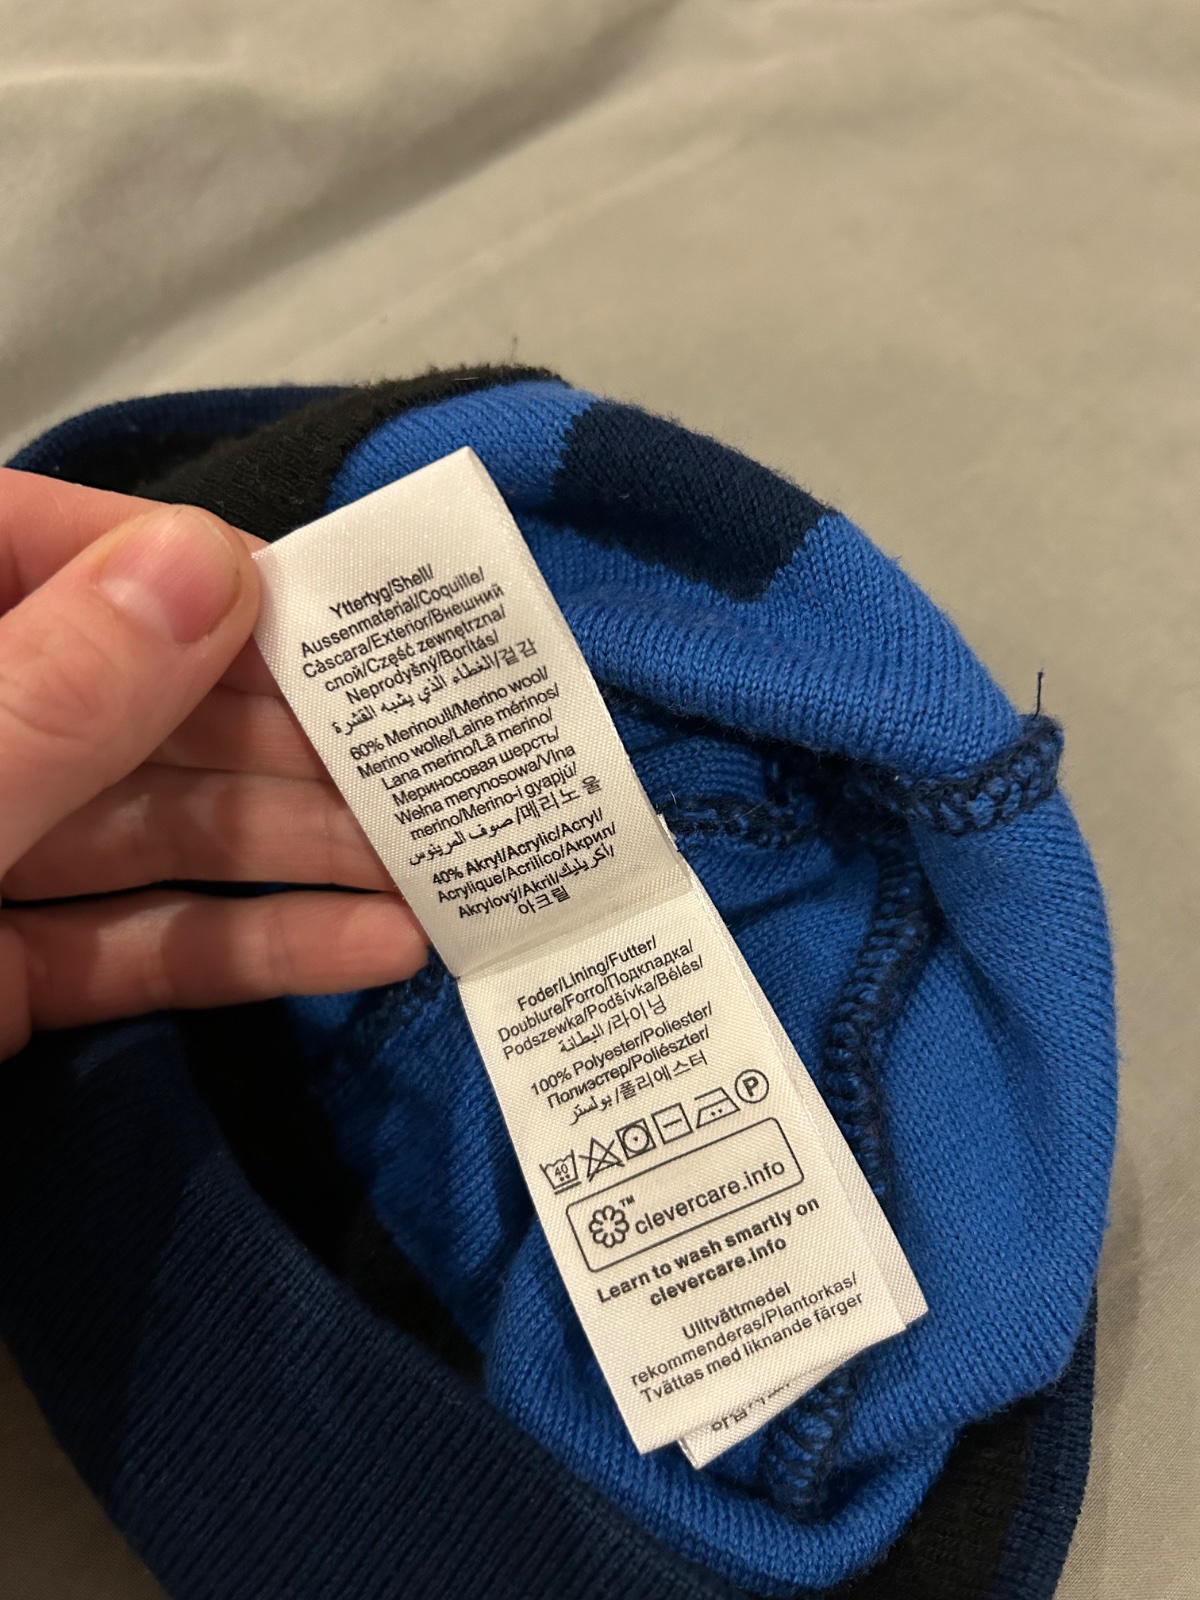 Yttertyg/Shell/
Aussenmaterial/Coquille/
Càscara/Exterior/Внешний
слой/Część zewnętrzna/
Neprodyšný/Borítás/
الغطاء الذي يشبه القشرة/겉감
60% Merinoull/Merino wool/
Merino wolle/Laine mérinos/
Lana merino/Lã merino/
Мериносовая шерсть/
Wełna merynosowa/Vlna
merino/Merino-i gyapjú/
صوف المرينوس/메리노 울
40% Akryl/Acrylic/Acryl/
Acrylique/Acrilico/Акрил/
Akrylový/Akril/أكريليك/
아크릴
Foder/Lining/Futter/
Doublure/Forro/Подкладка/
Podszewka/Podšívka/Bélés/
البطانة/라이닝
100% Polyester/Poliester/
Полиэстер/Poliészter/
بوليستر/폴리에스터
40 P
™ clevercare.info
Learn to wash smartly on
clevercare.info
Ulltvättmedel
rekommenderas/Plantorkas/
Tvättas med liknande färger